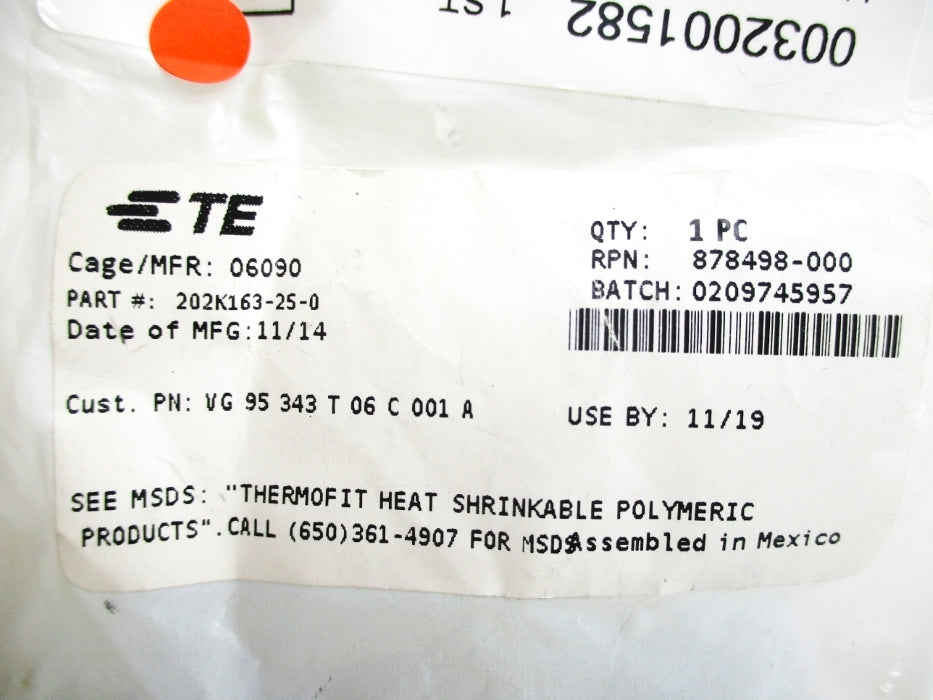 1 ST
0032001582
TE
Cage/MFR: 06090
PART #: 202K163-25-0
Date of MFG:11/14
QTY: 1 PC
RPN: 878498-000
BATCH: 0209745957
Cust. PN: VG 95 343 T 06 C 001 A
USE BY: 11/19
SEE MSDS: "THERMOFIT HEAT SHRINKABLE POLYMERIC
PRODUCTS".CALL (650)361-4907 FOR MSDS Assembled in Mexico